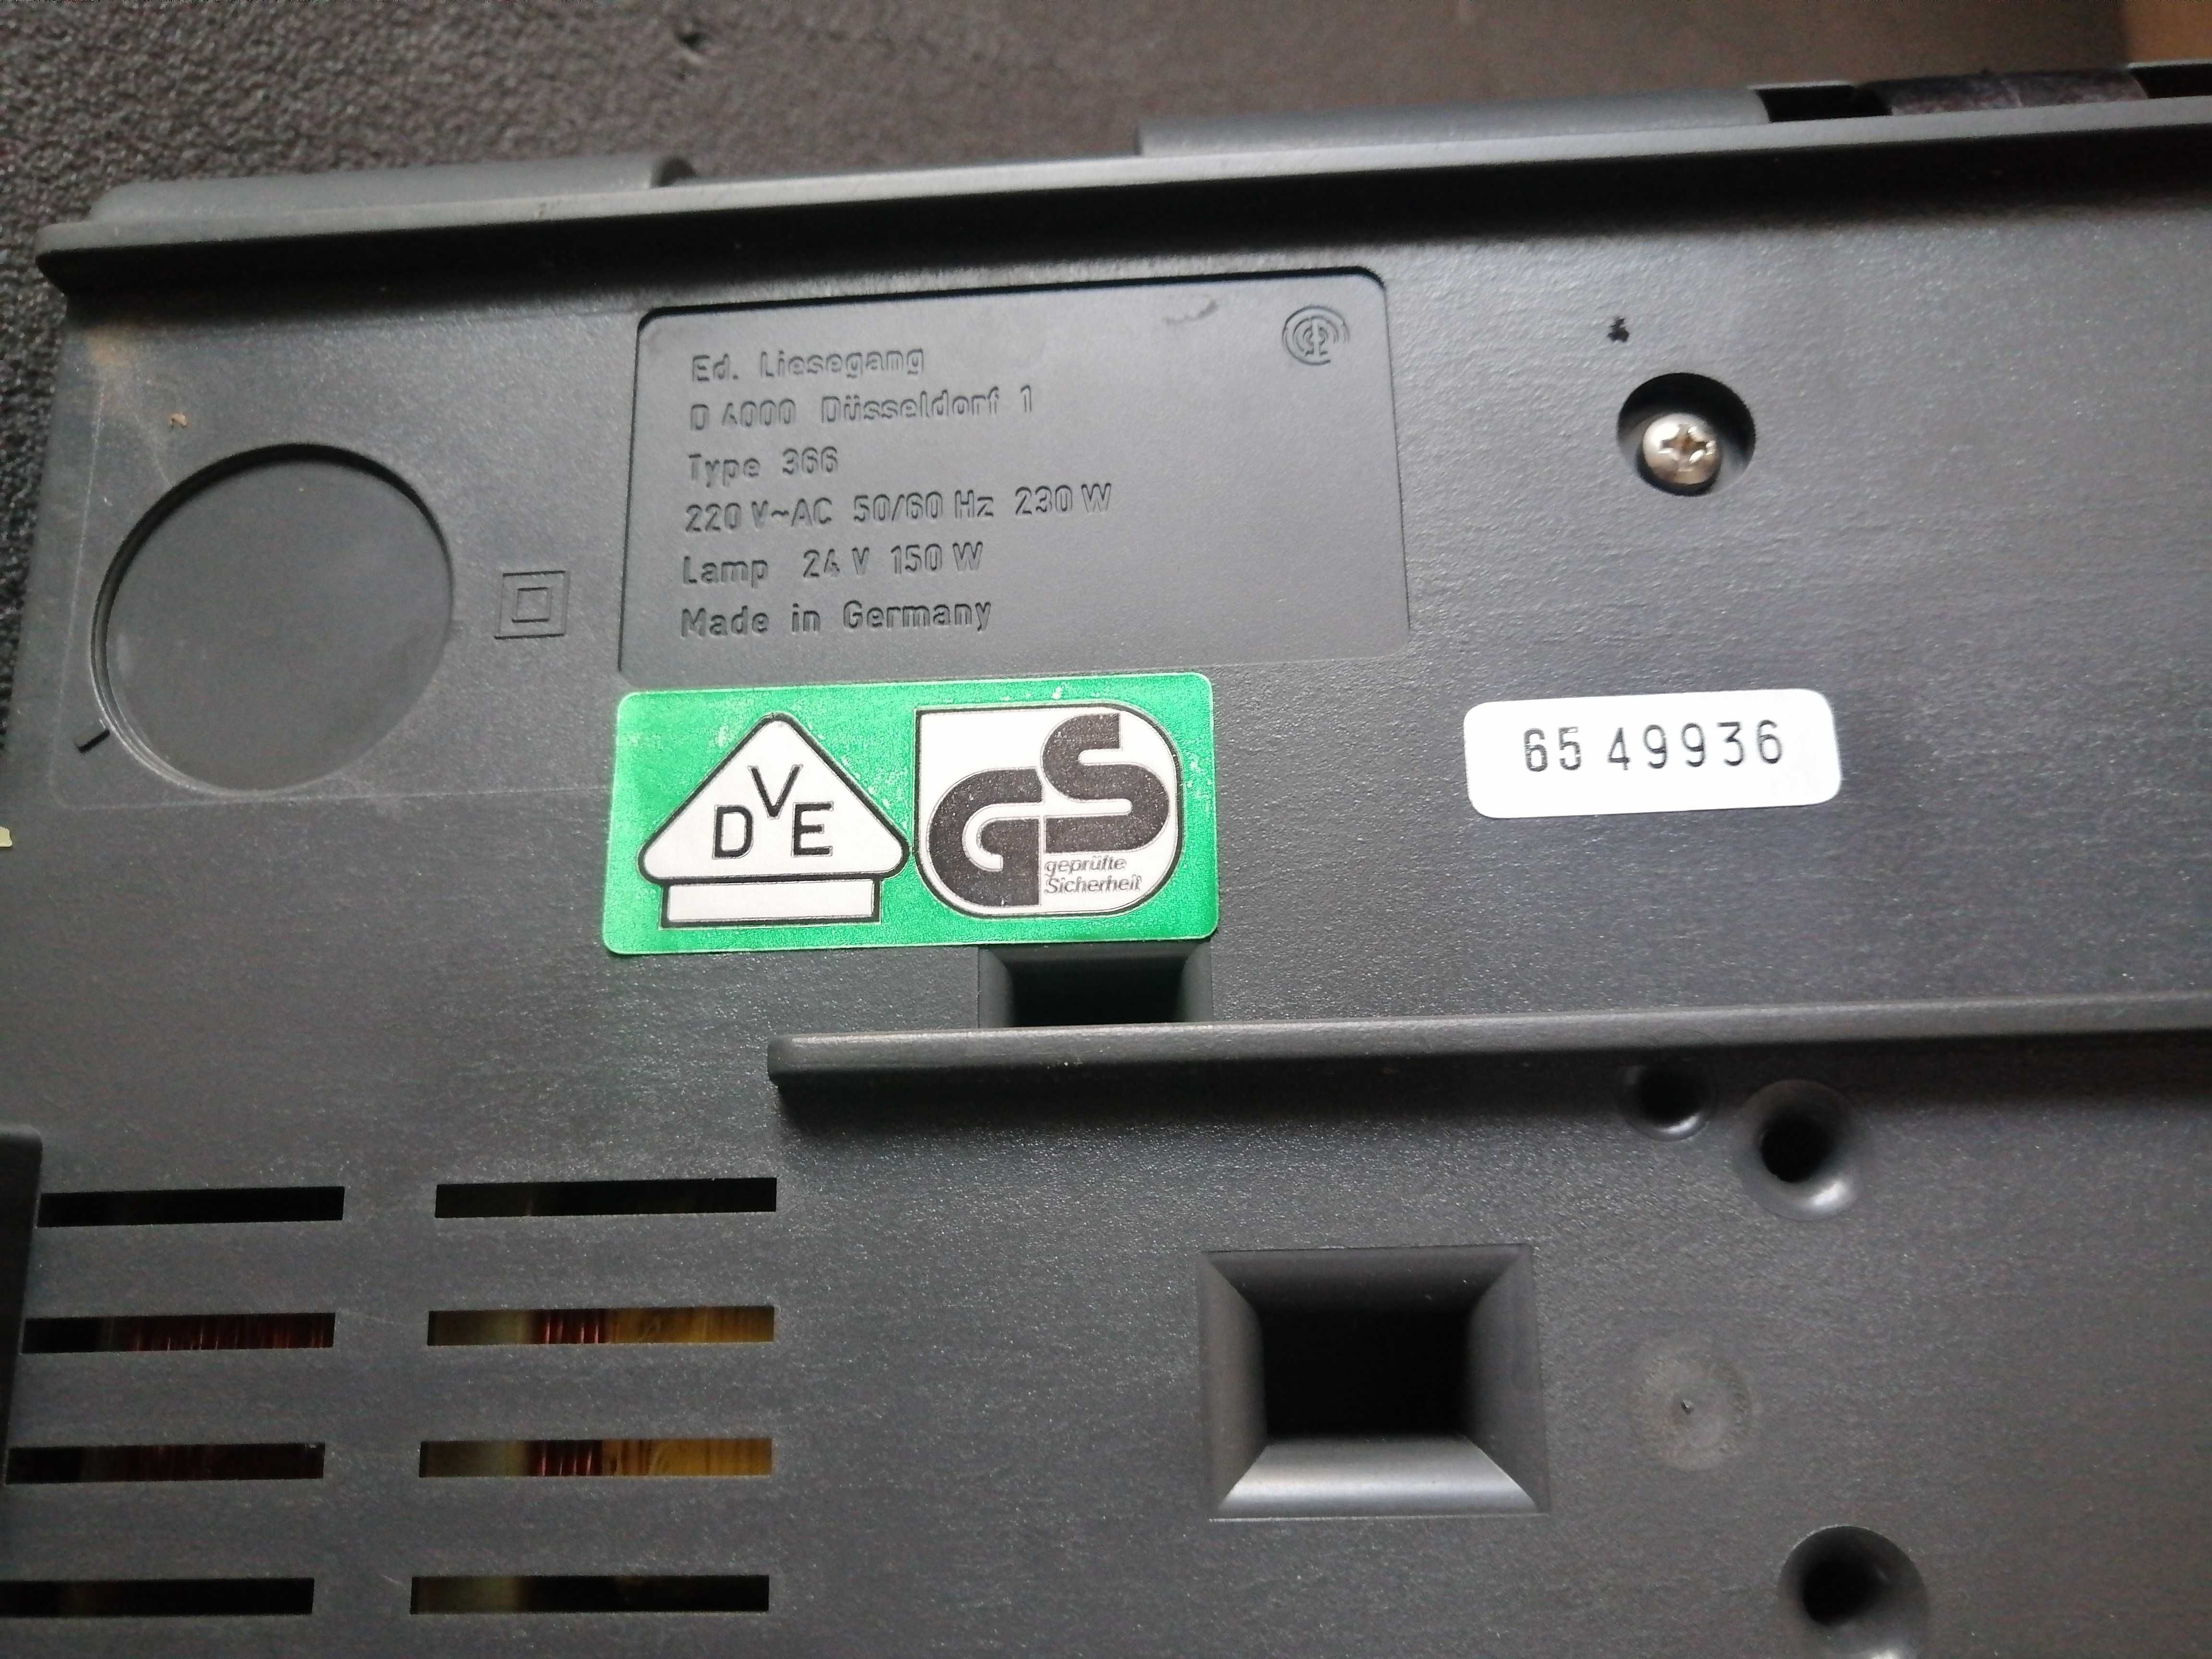 Ed. Liesegang
D 4000 Düsseldorf 1
Type 366
220 V~AC 50/60 Hz 230 W
Lamp 24 V 150 W
Made in Germany
DVE
GS
geprüfte
Sicherheit
65 49936